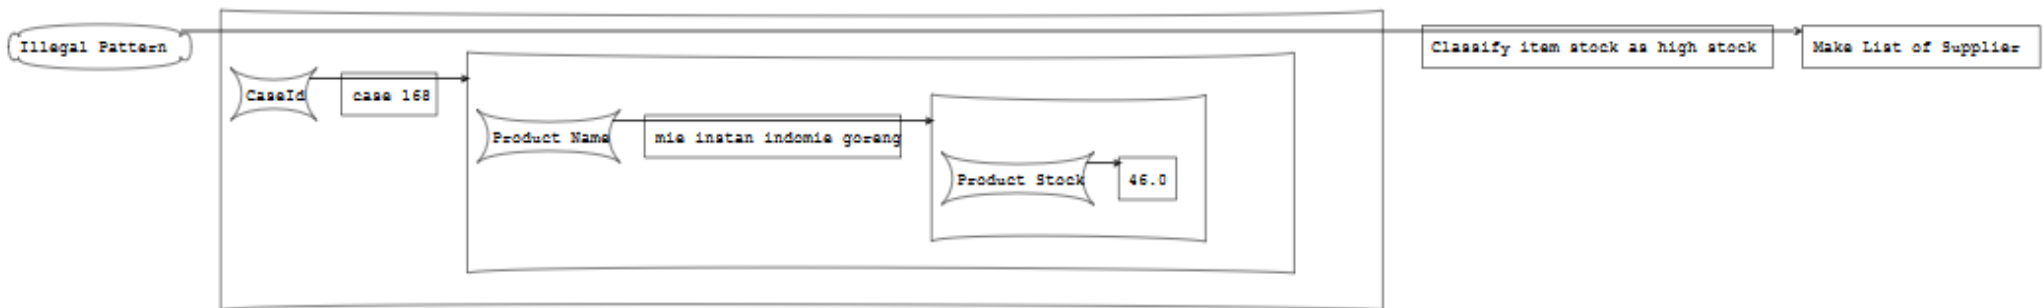 Illegal Pattern
Classify item stock as high stock
Make List of Supplier
CaseId
case 168
Product Name
mie instan indomie goreng
Product Stock
46.0